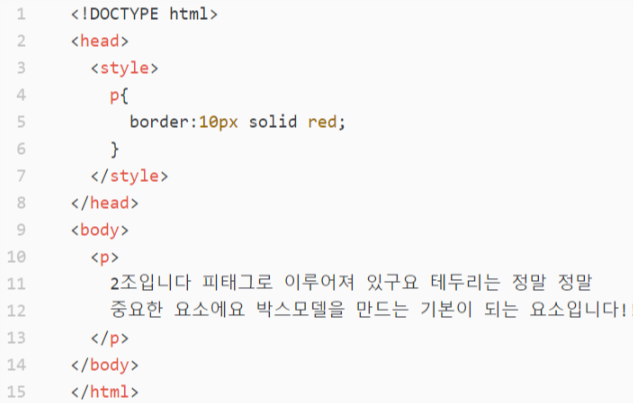 1 <!DOCTYPE html>
2 <head>
3 <style>
4 p{
5 border:10px solid red;
6 }
7 </style>
8 </head>
9 <body>
10 <p>
11 2조입니다 피태그로 이루어져 있구요 테두리는 정말 정말
12 중요한 요소에요 박스모델을 만드는 기본이 되는 요소입니다!!
13 </p>
14 </body>
15 </html>